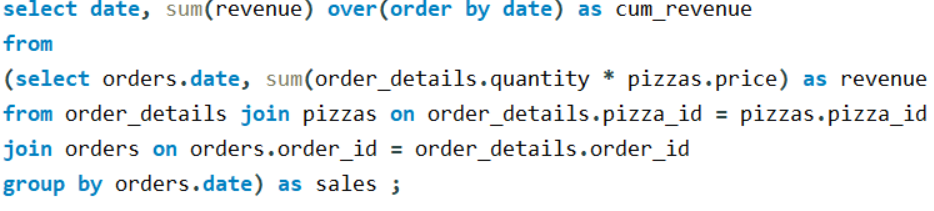 select date, sum(revenue) over(order by date) as cum_revenue
from
(select orders.date, sum(order_details.quantity * pizzas.price) as revenue
from order_details join pizzas on order_details.pizza_id = pizzas.pizza_id
join orders on orders.order_id = order_details.order_id
group by orders.date) as sales ;